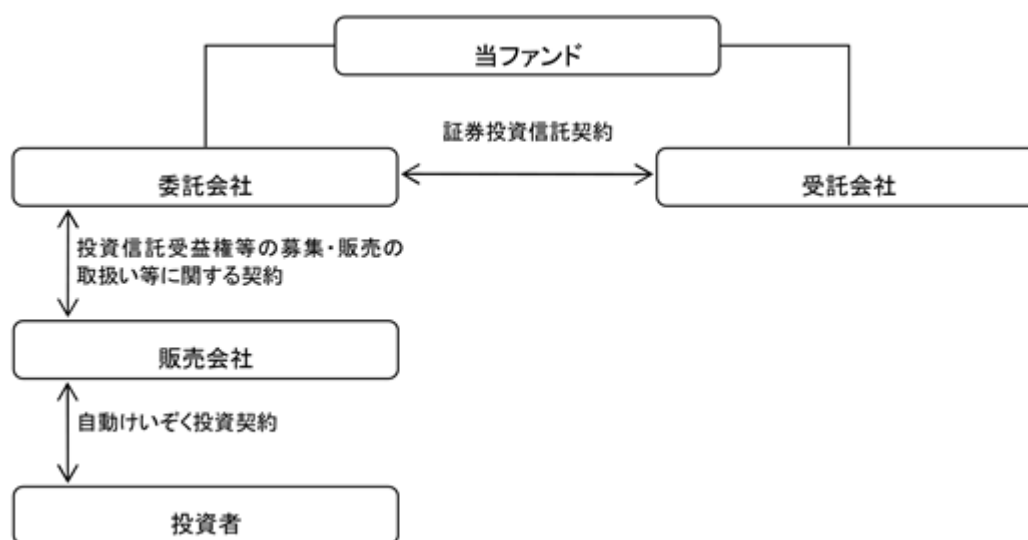 当ファンド
証券投資信託契約
委託会社
受託会社
投資信託受益権等の募集・販売の
取扱い等に関する契約
販売会社
自動けいぞく投資契約
投資者